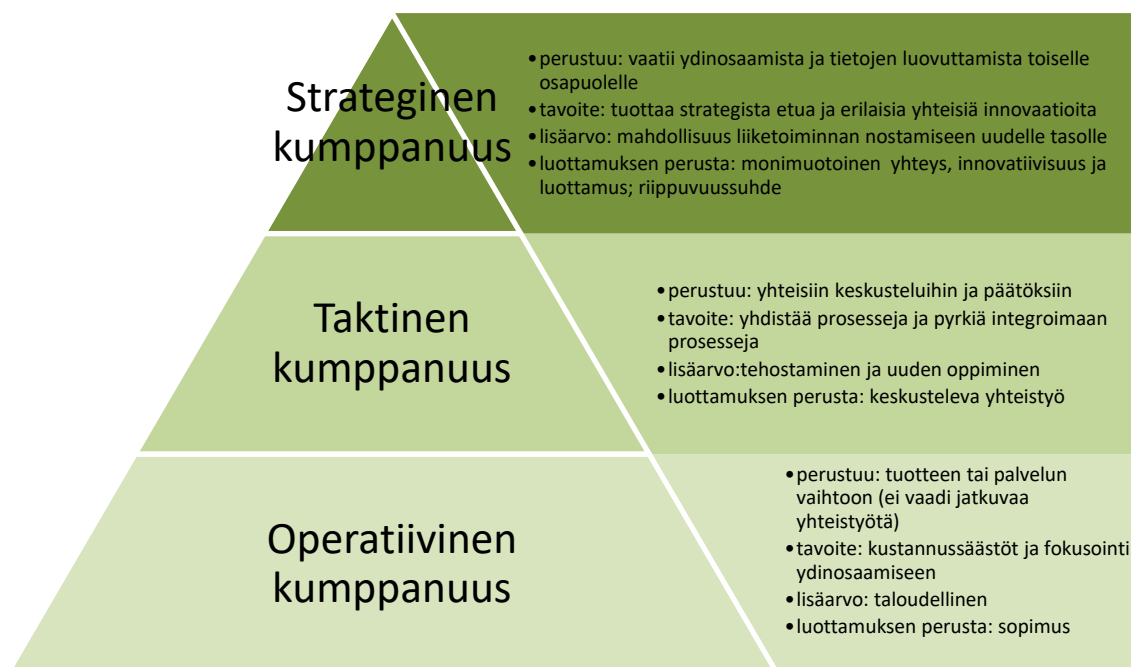 Strateginen
kumppanuus
•perustuu: vaatii ydinosaamista ja tietojen luovuttamista toiselle
osapuolelle
•tavoite: tuottaa strategista etua ja erilaisia yhteisiä innovaatioita
•lisäarvo: mahdollisuus liiketoiminnan nostamiseen uudelle tasolle
•luottamuksen perusta: monimuotoinen  yhteys, innovatiivisuus ja
luottamus; riippuvuussuhde
Taktinen
kumppanuus
•perustuu: yhteisiin keskusteluihin ja päätöksiin
•tavoite: yhdistää prosesseja ja pyrkiä integroimaan
prosesseja
•lisäarvo:tehostaminen ja uuden oppiminen
•luottamuksen perusta: keskusteleva yhteistyö
Operatiivinen
kumppanuus
•perustuu: tuotteen tai palvelun
vaihtoon (ei vaadi jatkuvaa
yhteistyötä)
•tavoite: kustannussäästöt ja fokusointi
ydinosaamiseen
•lisäarvo: taloudellinen
•luottamuksen perusta: sopimus